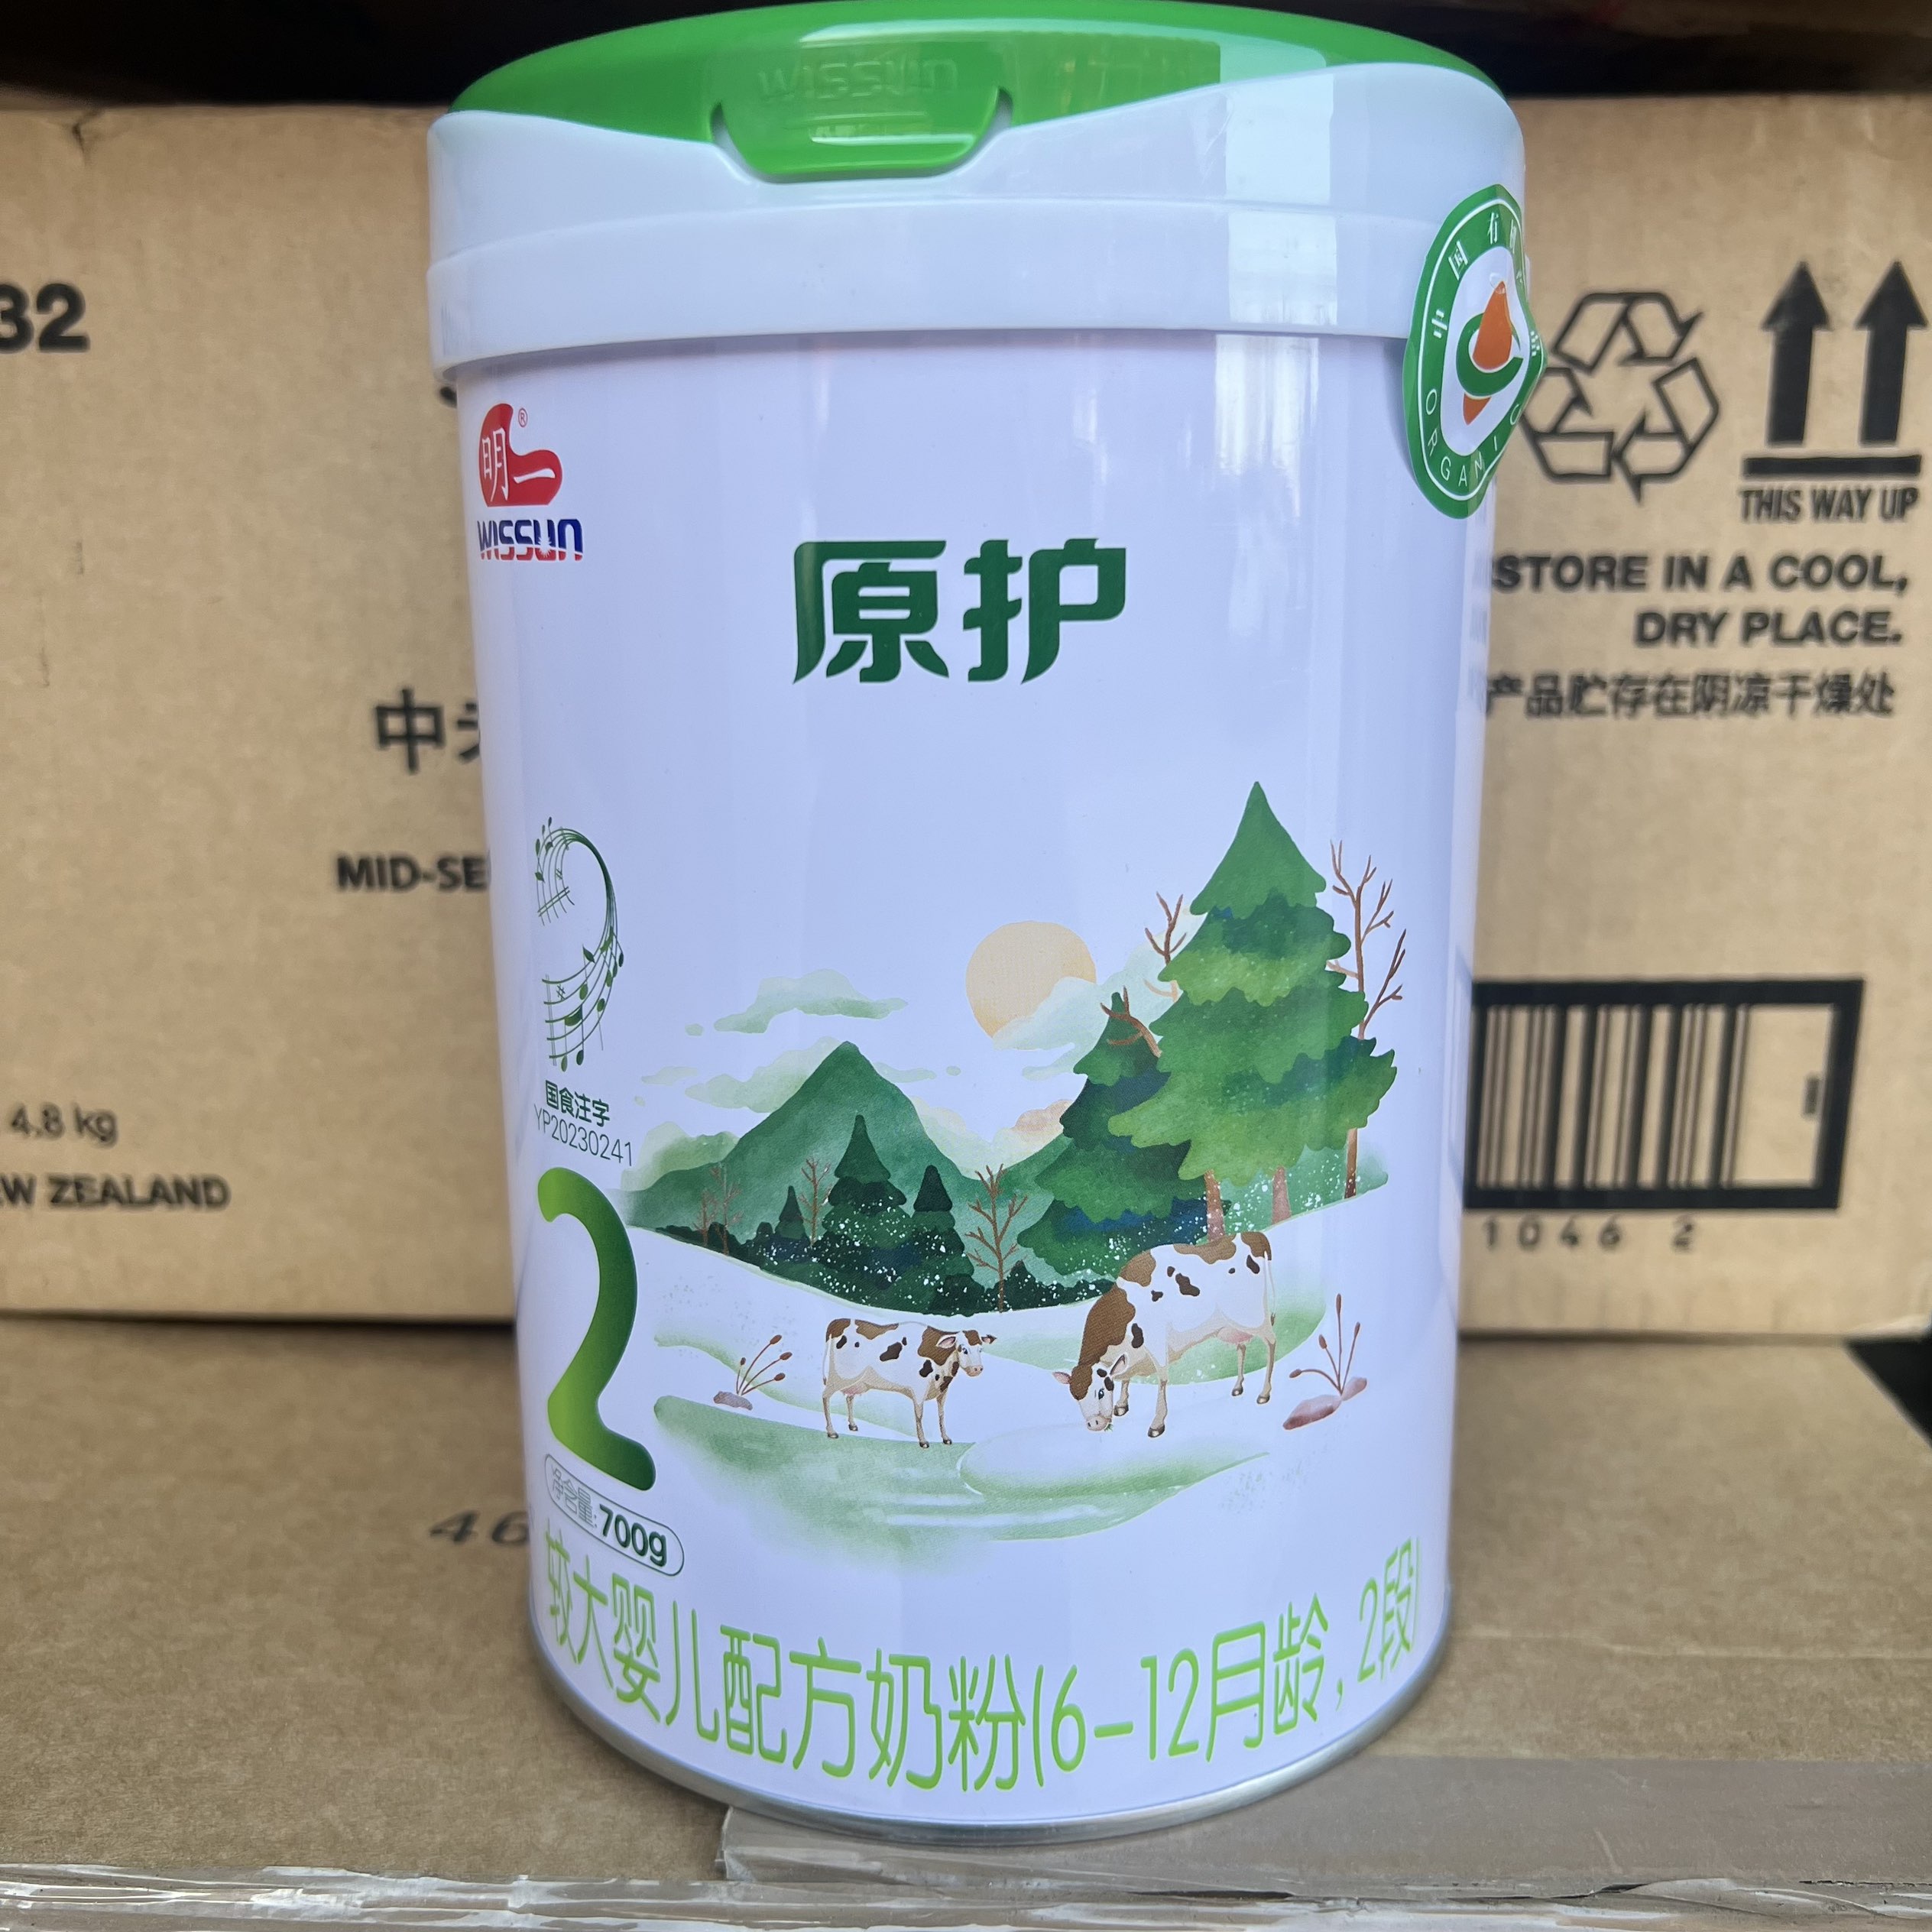 WISSUN
明一
®
WISSUN
原护
中国有机
ORGANIC
国食注字
YP20230241
2
净含量:700g
较大婴儿配方奶粉(6-12月龄, 2段)
32
中
MID-SE
4.8 kg
EW ZEALAND
46
THIS WAY UP
STORE IN A COOL,
DRY PLACE.
产品贮存在阴凉干燥处
1046 2